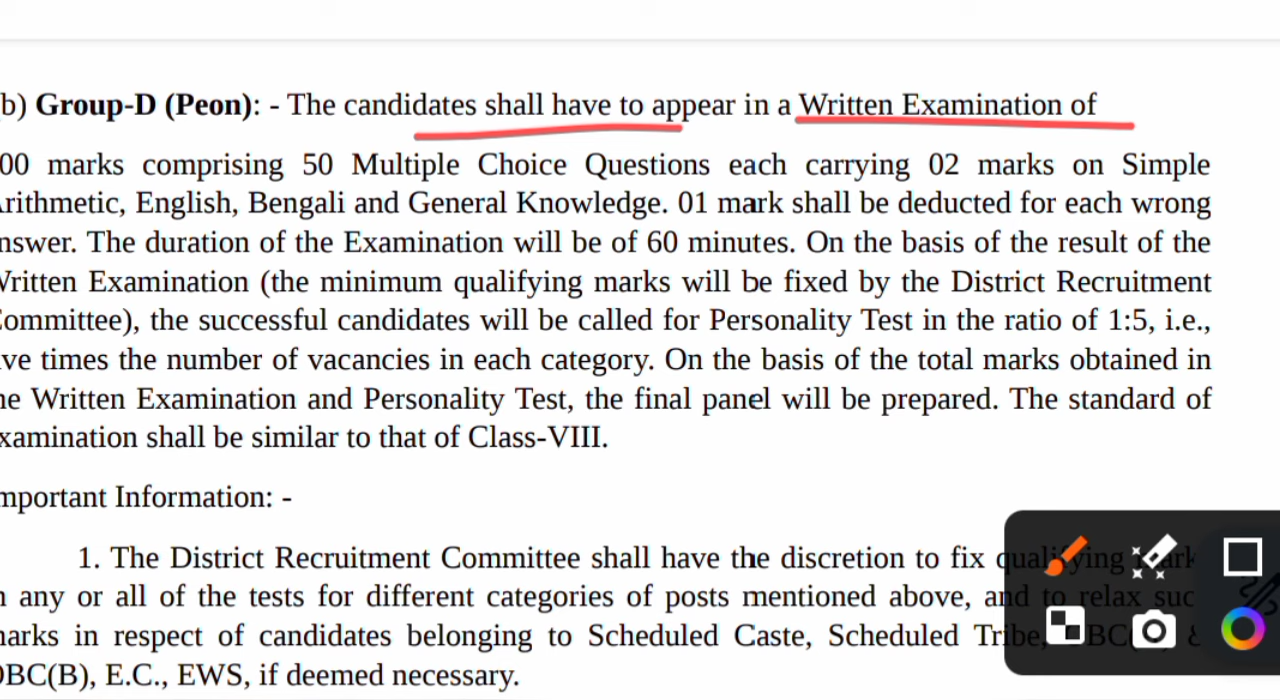 b) Group-D (Peon): - The candidates shall have to appear in a Written Examination of
00 marks comprising 50 Multiple Choice Questions each carrying 02 marks on Simple
rithmetic, English, Bengali and General Knowledge. 01 mark shall be deducted for each wrong
nswer. The duration of the Examination will be of 60 minutes. On the basis of the result of the
Written Examination (the minimum qualifying marks will be fixed by the District Recruitment
Committee), the successful candidates will be called for Personality Test in the ratio of 1:5, i.e.,
ve times the number of vacancies in each category. On the basis of the total marks obtained in
he Written Examination and Personality Test, the final panel will be prepared. The standard of
xamination shall be similar to that of Class-VIII.
mportant Information: -
1. The District Recruitment Committee shall have the discretion to fix qualifying mark
any or all of the tests for different categories of posts mentioned above, and to relax suc
arks in respect of candidates belonging to Scheduled Caste, Scheduled Tribe, BC &
OBC(B), E.C., EWS, if deemed necessary.